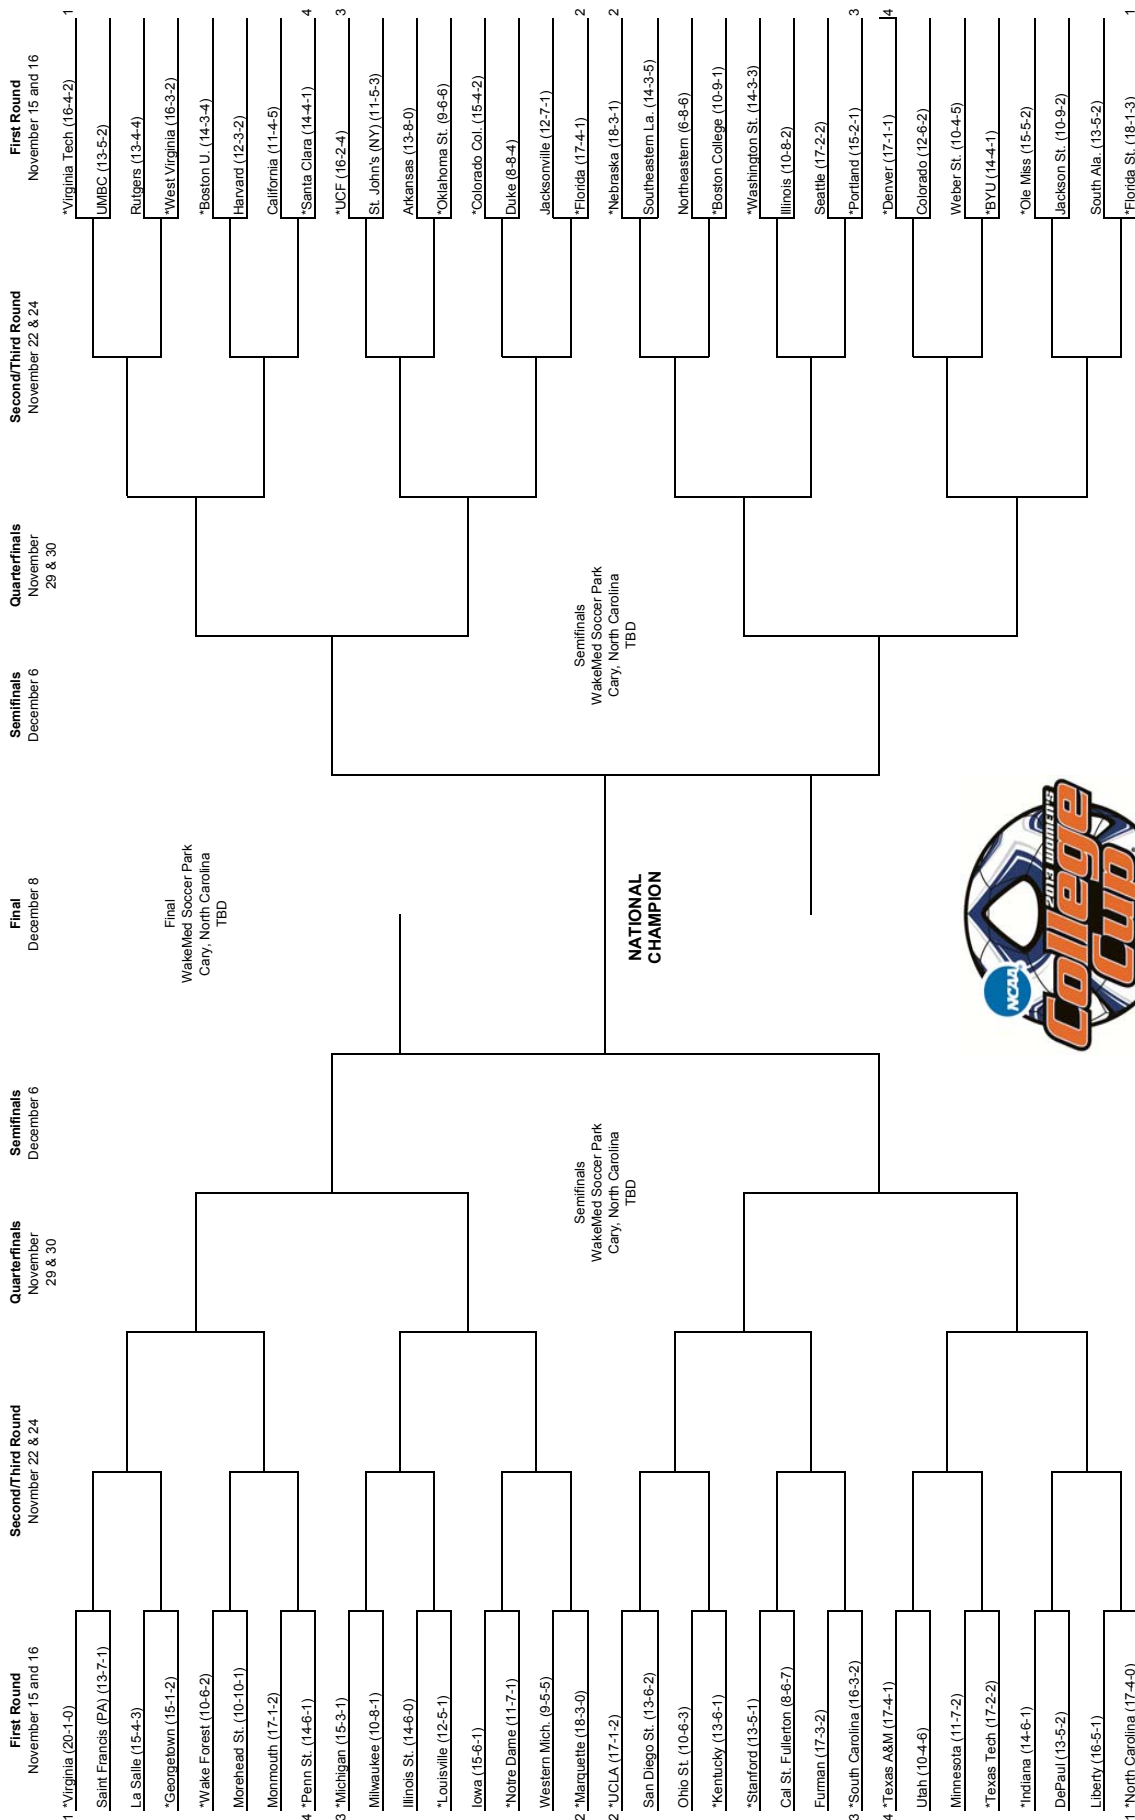 First Round
November 15 and 16
Second/Third Round
Novmber 22 & 24
Quarterfinals
November
29 & 30
Semifinals
December 6
Final
December 8
Semifinals
December 6
Quarterfinals
November
29 & 30
Second/Third Round
November 22 & 24
First Round
November 15 and 16
1 *Virginia (20-1-0)
Saint Francis (PA) (13-7-1)
La Salle (15-4-3)
*Georgetown (15-1-2)
*Wake Forest (10-6-2)
Morehead St. (10-10-1)
Monmouth (17-1-2)
4 *Penn St. (14-6-1)
3 *Michigan (15-3-1)
Milwaukee (10-8-1)
Illinois St. (14-6-0)
*Louisville (12-5-1)
Iowa (15-6-1)
*Notre Dame (11-7-1)
Western Mich. (9-5-5)
2 *Marquette (18-3-0)
2 *UCLA (17-1-2)
San Diego St. (13-6-2)
Ohio St. (10-6-3)
*Kentucky (13-6-1)
*Stanford (13-5-1)
Cal St. Fullerton (8-6-7)
Furman (17-3-2)
3 *South Carolina (16-3-2)
4 *Texas A&M (17-4-1)
Utah (10-4-6)
Minnesota (11-7-2)
*Texas Tech (17-2-2)
*Indiana (14-6-1)
DePaul (13-5-2)
Liberty (16-5-1)
1 *North Carolina (17-4-0)
Semifinals
WakeMed Soccer Park
Cary, North Carolina
TBD
Final
WakeMed Soccer Park
Cary, North Carolina
TBD
NATIONAL
CHAMPION
NCAA
2013 WOMEN'S
College
Cup
Semifinals
WakeMed Soccer Park
Cary, North Carolina
TBD
*Virginia Tech (16-4-2) 1
UMBC (13-5-2)
Rutgers (13-4-4)
*West Virginia (16-3-2)
*Boston U. (14-3-4)
Harvard (12-3-2)
California (11-4-5)
*Santa Clara (14-4-1) 4
*UCF (16-2-4) 3
St. John's (NY) (11-5-3)
Arkansas (13-8-0)
*Oklahoma St. (9-6-6)
*Colorado Col. (15-4-2)
Duke (8-8-4)
Jacksonville (12-7-1)
*Florida (17-4-1) 2
*Nebraska (18-3-1) 2
Southeastern La. (14-3-5)
Northeastern (6-8-6)
*Boston College (10-9-1)
*Washington St. (14-3-3)
Illinois (10-8-2)
Seattle (17-2-2)
*Portland (15-2-1) 3
*Denver (17-1-1) 4
Colorado (12-6-2)
Weber St. (10-4-5)
*BYU (14-4-1)
*Ole Miss (15-5-2)
Jackson St. (10-9-2)
South Ala. (13-5-2)
*Florida St. (18-1-3) 1